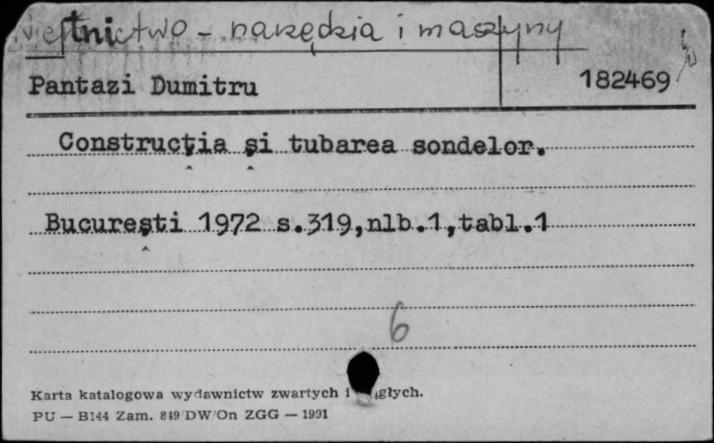 Wiertnictwo - narzędzia i maszyny
Pantazi Dumitru 182469
Construcţia şi tubarea sondelor.
Bucureşti 1972 s.319,nlb.1,tabl.1
6
Karta katalogowa wydawnictw zwartych i głych.
PU — B144 Zam. 849 DW/On ZGG — 1991